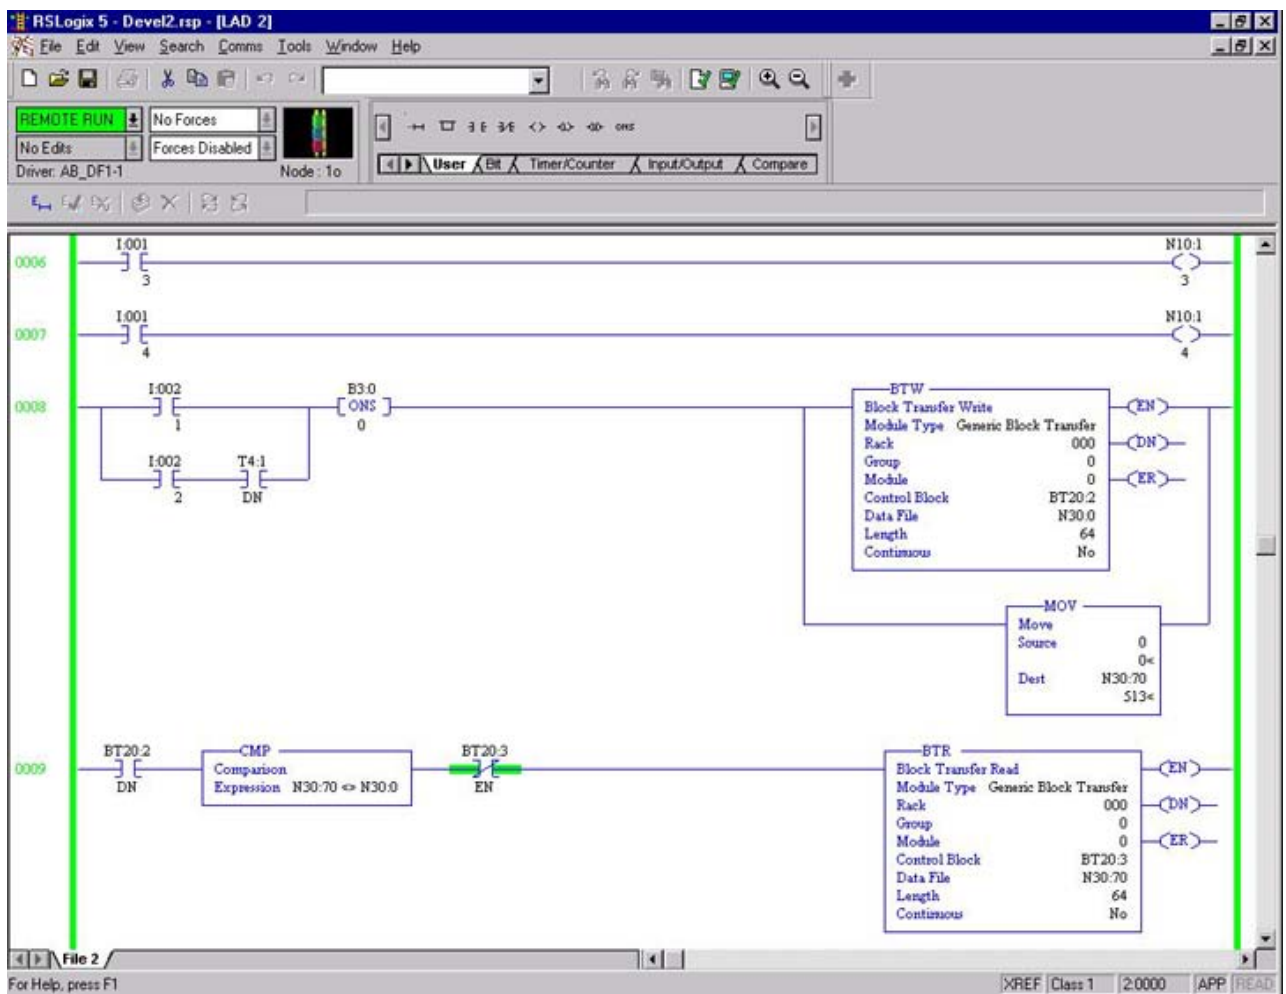 RSLogix 5 - Devel2.rsp - [LAD 2]
File Edit View Search Comms Tools Window Help
REMOTE RUN No Forces
No Edits Forces Disabled
Driver: AB_DF1-1 Node : 1o
ONS
User Bit Timer/Counter Input/Output Compare
0006
I:001
3
N10:1
3
0007
I:001
4
N10:1
4
0008
I:002
1
B3:0
ONS
0
I:002
2
T4:1
DN
BTW
Block Transfer Write
Module Type Generic Block Transfer
Rack 000
Group 0
Module 0
Control Block BT20:2
Data File N30:0
Length 64
Continuous No
EN
DN
ER
MOV
Move
Source 0
0<
Dest N30:70
513<
0009
BT20:2
DN
CMP
Comparison
Expression N30:70 <> N30:0
BT20:3
EN
BTR
Block Transfer Read
Module Type Generic Block Transfer
Rack 000
Group 0
Module 0
Control Block BT20:3
Data File N30:70
Length 64
Continuous No
EN
DN
ER
File 2
For Help, press F1 XREF Class 1 2:0000 APP READ